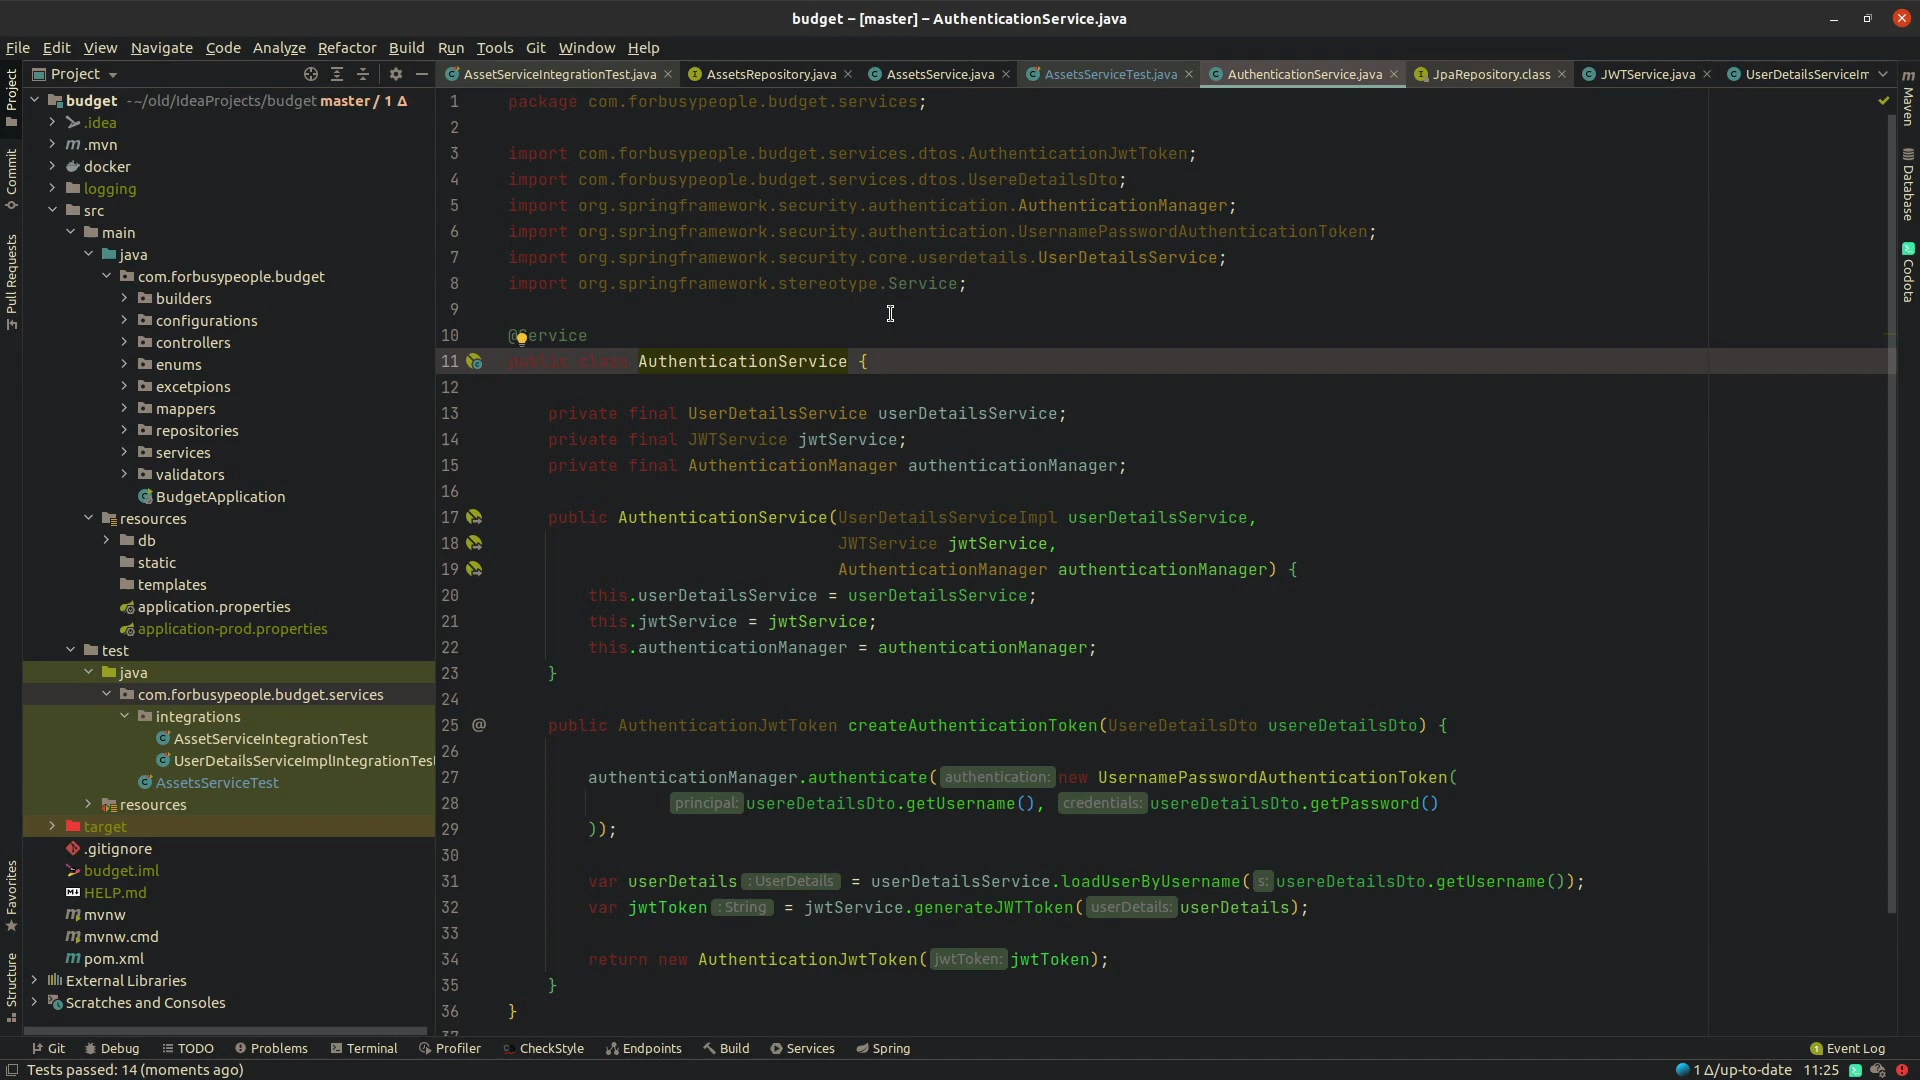 budget – [master] – AuthenticationService.java
File Edit View Navigate Code Analyze Refactor Build Run Tools Git Window Help
Project
AssetServiceIntegrationTest.java
AssetsRepository.java
AssetsService.java
AssetsServiceTest.java
AuthenticationService.java
JpaRepository.class
JWTService.java
UserDetailsServiceIm
Project
Commit
Pull Requests
Favorites
Structure
budget ~/old/IdeaProjects/budget master / 1 Δ
.idea
.mvn
docker
logging
src
main
java
com.forbusypeople.budget
builders
configurations
controllers
enums
excetpions
mappers
repositories
services
validators
BudgetApplication
resources
db
static
templates
application.properties
application-prod.properties
test
java
com.forbusypeople.budget.services
integrations
AssetServiceIntegrationTest
UserDetailsServiceImplIntegrationTes
AssetsServiceTest
resources
target
.gitignore
budget.iml
HELP.md
mvnw
mvnw.cmd
pom.xml
External Libraries
Scratches and Consoles
1 package com.forbusypeople.budget.services;
2
3 import com.forbusypeople.budget.services.dtos.AuthenticationJwtToken;
4 import com.forbusypeople.budget.services.dtos.UsereDetailsDto;
5 import org.springframework.security.authentication.AuthenticationManager;
6 import org.springframework.security.authentication.UsernamePasswordAuthenticationToken;
7 import org.springframework.security.core.userdetails.UserDetailsService;
8 import org.springframework.stereotype.Service;
9
10 @Service
11 public class AuthenticationService {
12
13 private final UserDetailsService userDetailsService;
14 private final JWTService jwtService;
15 private final AuthenticationManager authenticationManager;
16
17 public AuthenticationService(UserDetailsServiceImpl userDetailsService,
18 JWTService jwtService,
19 AuthenticationManager authenticationManager) {
20 this.userDetailsService = userDetailsService;
21 this.jwtService = jwtService;
22 this.authenticationManager = authenticationManager;
23 }
24
25 @ public AuthenticationJwtToken createAuthenticationToken(UsereDetailsDto usereDetailsDto) {
26
27 authenticationManager.authenticate( authentication: new UsernamePasswordAuthenticationToken(
28 principal: usereDetailsDto.getUsername(), credentials: usereDetailsDto.getPassword()
29 ));
30
31 var userDetails : UserDetails = userDetailsService.loadUserByUsername( s: usereDetailsDto.getUsername());
32 var jwtToken : String = jwtService.generateJWTToken( userDetails: userDetails);
33
34 return new AuthenticationJwtToken( jwtToken: jwtToken);
35 }
36 }
37
m
Maven
Database
Codota
Git Debug TODO Problems Terminal Profiler CheckStyle Endpoints Build Services Spring
1 Event Log
Tests passed: 14 (moments ago)
1 Δ/up-to-date 11:25